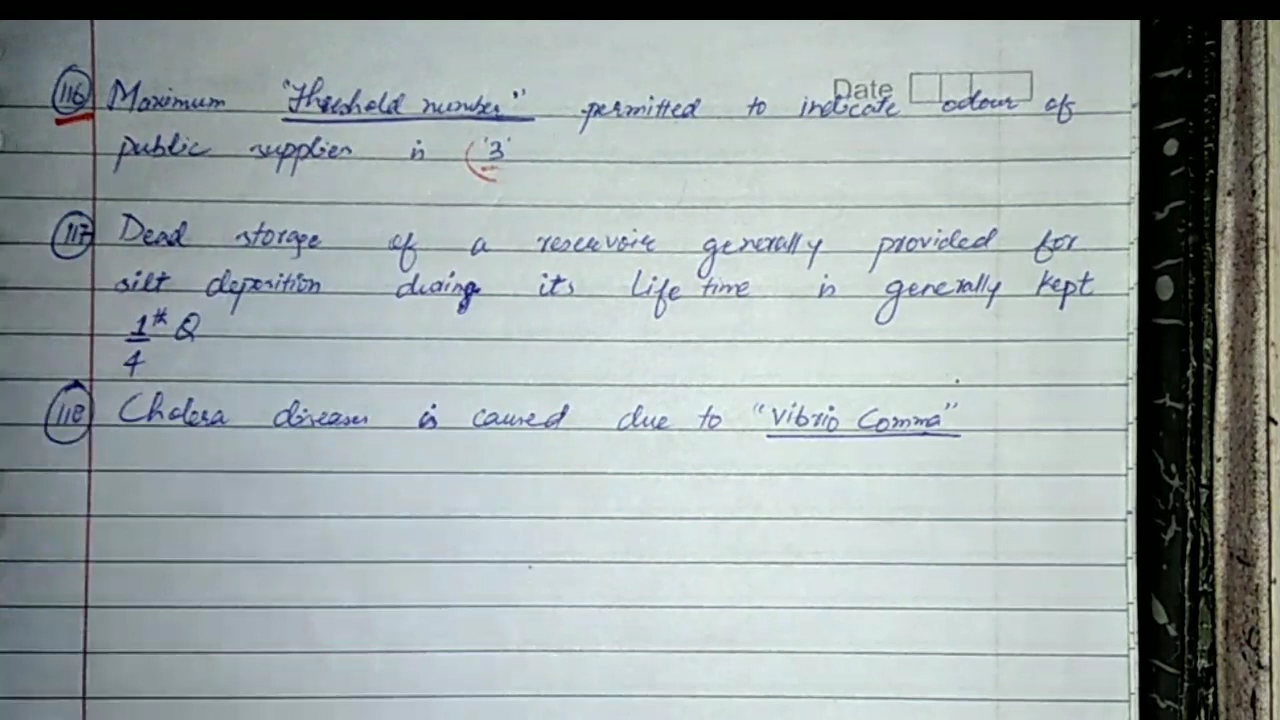 Date
116 Maximum "Threshold number" permitted to indicate odour of
public supplies is '3'
117 Dead storage of a reservoir generally provided for
silt deposition during its life time is generally kept
1th Q
4
118 Cholera diseases is caused due to "Vibrio Comma"